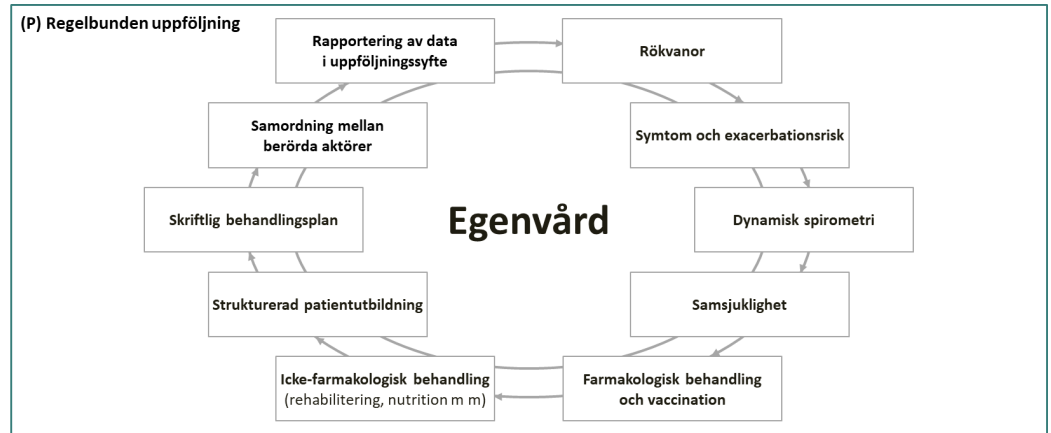 (P) Regelbunden uppföljning
Rapportering av data
i uppföljningssyfte
Rökvanor
Symtom och exacerbationsrisk
Dynamisk spirometri
Samsjuklighet
Farmakologisk behandling
och vaccination
Icke-farmakologisk behandling
(rehabilitering, nutrition m m)
Strukturerad patientutbildning
Skriftlig behandlingsplan
Samordning mellan
berörda aktörer
Egenvård